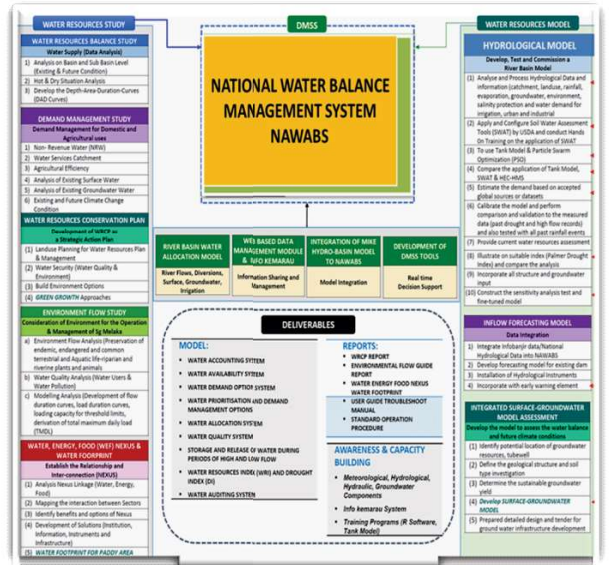 WATER RESOURCES STUDY
WATER RESOURCES BALANCE STUDY
Water Supply (Data Analysis)
1) Analysis on Basin and Sub Basin Level
(Existing & Future Condition)
2) Hot & Dry Situation Analysis
3) Develop the Depth-Area-Duration-Curves
(DAD Curves)
DEMAND MANAGEMENT STUDY
Demand Management for Domestic and
Agricultural uses
1) Non- Revenue Water (NRW)
2) Water Services Catchment
3) Agricultural Efficiency
4) Analysis of Existing Surface Water
5) Analysis of Existing Groundwater Water
6) Existing and Future Climate Change
Condition
WATER RESOURCES CONSERVATION PLAN
Development of WRCP as
a Strategic Action Plan
(1) Landuse Planning for Water Resources Plan
& Management
(2) Water Security (Water Quality &
Environment)
(3) Build Environment Options
(4) GREEN GROWTH Approaches
ENVIRONMENT FLOW STUDY
Consideration of Environment for the Operation
& Management of Sg Melaka
a) Environment Flow Analysis (Preservation of
endemic, endangered and common
terrestrial and Aquatic life-riparian and
riverine plants and animals
b) Water Quality Analysis (Water Users &
Water Pollution)
c) Modelling Analysis (Development of flow
duration curves, load duration curves,
loading capacity for threshold limits,
derivation of total maximum daily load
(TMDL)
WATER, ENERGY, FOOD (WEF) NEXUS &
WATER FOOTPRINT
Establish the Relationship and
Inter-connection (NEXUS)
(1) Analysis Nexus Linkage (Water, Energy,
Food)
(2) Mapping the interaction between Sectors
(3) Identify benefits and options of Nexus
(4) Development of Solutions (Institution,
Information, Instruments and
Infrastructure)
(5) WATER FOOTPRINT FOR PADDY AREA
DMSS
NATIONAL WATER BALANCE
MANAGEMENT SYSTEM
NAWABS
RIVER BASIN WATER
ALLOCATION MODEL
River Flows, Diversions,
Surface, Groundwater,
Irrigation
WEB BASED DATA
MANAGEMENT MODULE
& INFO KEMARAU
Information Sharing and
Management
INTEGRATION OF MIKE
HYDRO-BASIN MODEL
TO NAWABS
Model Integration
DEVELOPMENT OF
DMSS TOOLS
Real time
Decision Support
DELIVERABLES
MODEL:
• WATER ACCOUNTING SYSTEM
• WATER AVAILABILITY SYSTEM
• WATER DEMAND OPTION SYSTEM
• WATER PRIORITISATION AND DEMAND
MANAGEMENT OPTIONS
• WATER ALLOCATION SYSTEM
• WATER QUALITY SYSTEM
• STORAGE AND RELEASE OF WATER DURING
PERIODS OF HIGH AND LOW FLOW
• WATER RESOURCES INDEX (WRI) AND DROUGHT
INDEX (DI)
• WATER AUDITING SYSTEM
REPORTS:
• WRCP REPORT
• ENVIRONMENTAL FLOW GUIDE
REPORT
• WATER ENERGY FOOD NEXUS
WATER FOOTPRINT
• USER GUIDE TROUBLESHOOT
MANUAL
• STANDARD OPERATION
PROCEDURE
AWARENESS & CAPACITY
BUILDING
• Meteorological, Hydrological,
Hydraulic, Groundwater
Components
• Info kemarau System
• Training Programs (R Software,
Tank Model)
WATER RESOURCES MODEL
HYDROLOGICAL MODEL
Develop, Test and Commission a
River Basin Model
(1) Analyse and Process Hydrological Data and
information (catchment, landuse, rainfall,
evaporation, groundwater, environment,
salinity protection and water demand for
irrigation, urban and industrial
(2) Apply and Configure Soil Water Assessment
Tools (SWAT) by USDA and conduct Hands
On Training on the application of SWAT
(3) To use Tank Model & Particle Swarm
Optimization (PSO)
(4) Compare the application of Tank Model,
SWAT & HEC-HMS
(5) Estimate the demand based on accepted
global sources or datasets
(6) Calibrate the model and perform
comparison and validation to the measured
data (past drought and high flow records)
and also tested with all past rainfall events
(7) Provide current water resources assessment
(8) Illustrate on suitable index (Palmer Drought
Index) and compare the analysis
(9) Incorporate all structure and groundwater
input
(10) Construct the sensitivity analysis test and
fine-tuned model
INFLOW FORECASTING MODEL
Data Integration
1) Integrate Infobanjir data/National
Hydrological Data into NAWABS
2) Develop forecasting model for existing dam
3) Installation of Hydrological Instruments
4) Incorporate with early warning element
INTEGRATED SURFACE-GROUNDWATER
MODEL ASSESSMENT
Develop the model to assess the water balance
and future climate conditions
(1) Identify potential location of groundwater
resources, tubewell
(2) Define the geological structure and soil
type investigation
(3) Determine the sustainable groundwater
yield
(4) Develop SURFACE-GROUNDWATER
MODEL
(5) Prepared detailed design and tender for
ground water infrastructure development